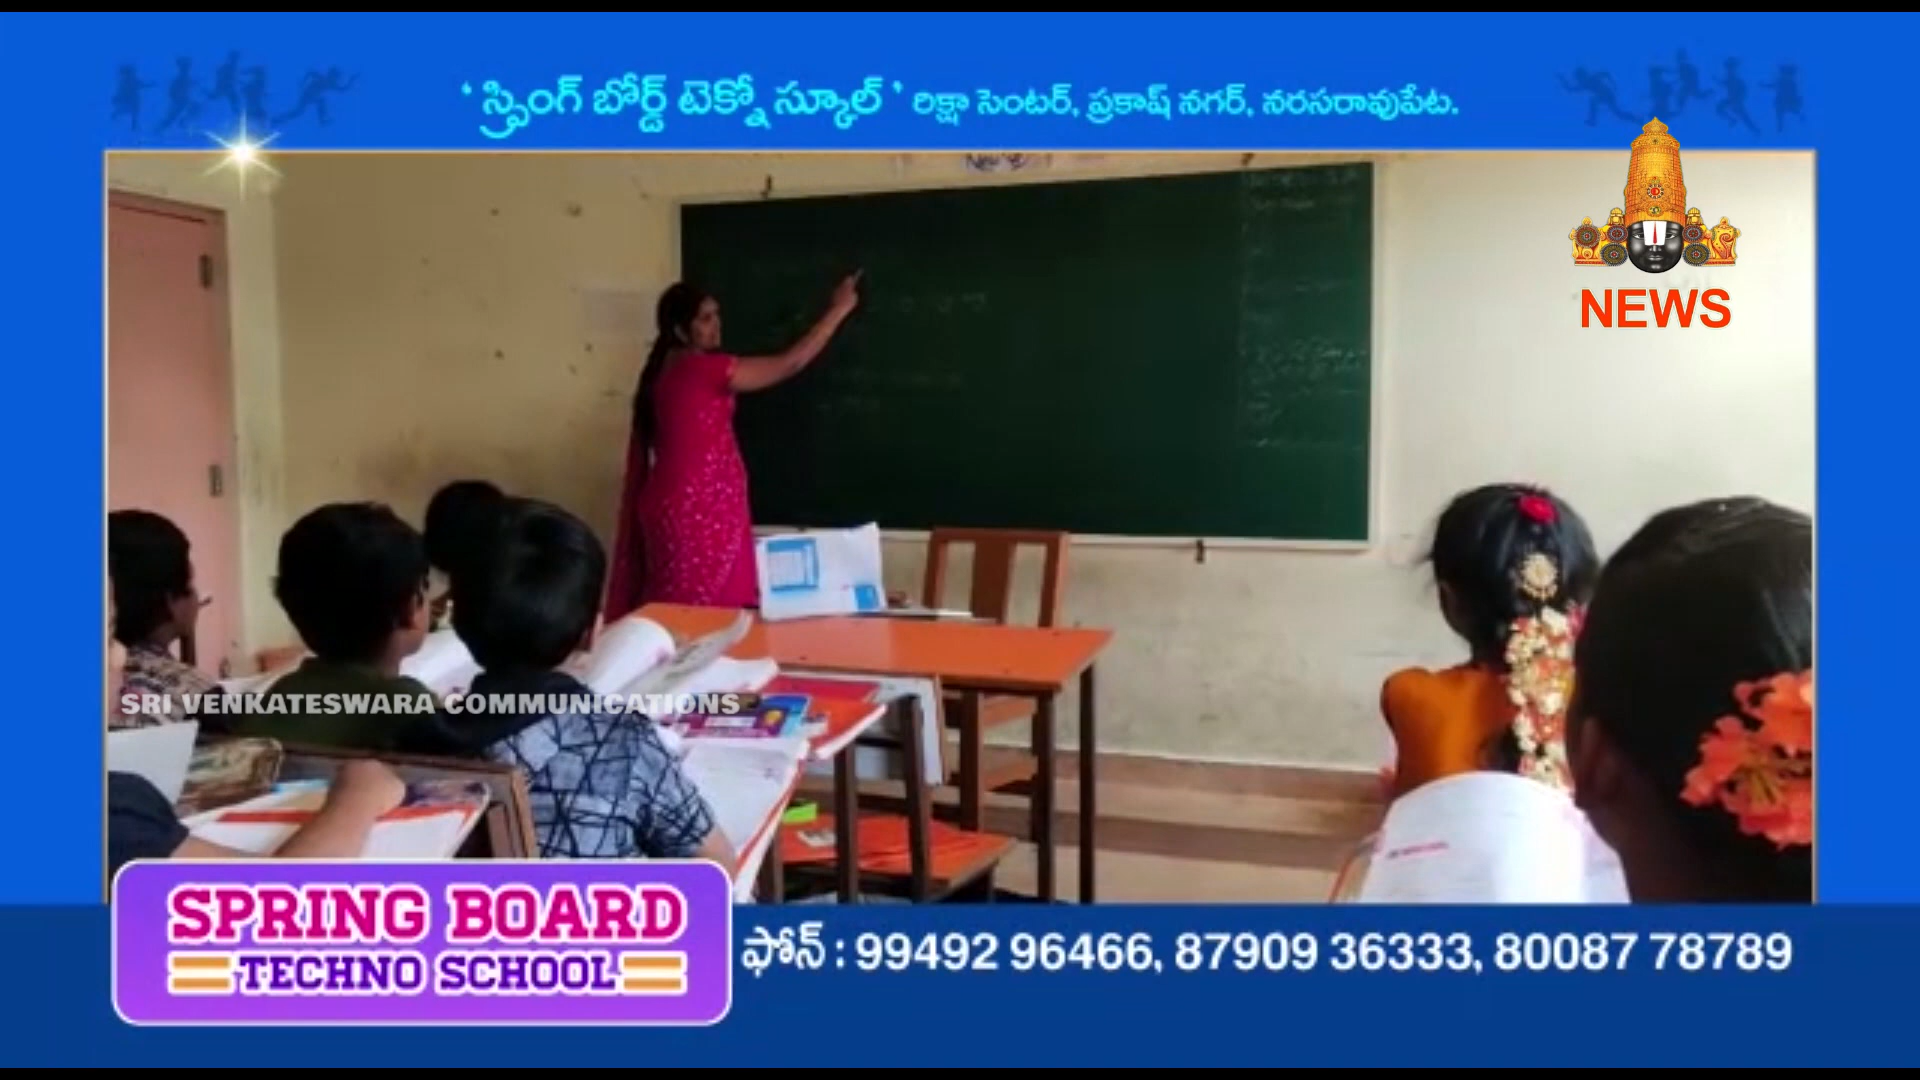 ‘ స్ప్రింగ్ బోర్డ్ టెక్నో స్కూల్ ’ రిక్షా సెంటర్, ప్రకాష్ నగర్, నరసరావుపేట.
NEWS
SRI VENKATESWARA COMMUNICATIONS
SPRING BOARD
TECHNO SCHOOL
ఫోన్ : 99492 96466, 87909 36333, 80087 78789